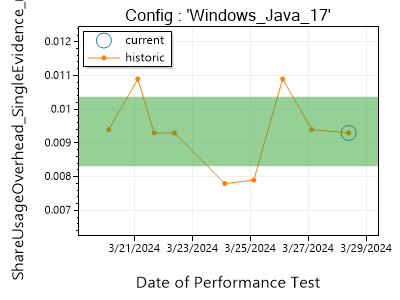 Config : 'Windows_Java_17'
current
historic
0.012
0.011
0.01
0.009
0.008
0.007
ShareUsageOverhead_SingleEvidence_
3/21/2024 3/23/2024 3/25/2024 3/27/2024 3/29/2024
Date of Performance Test